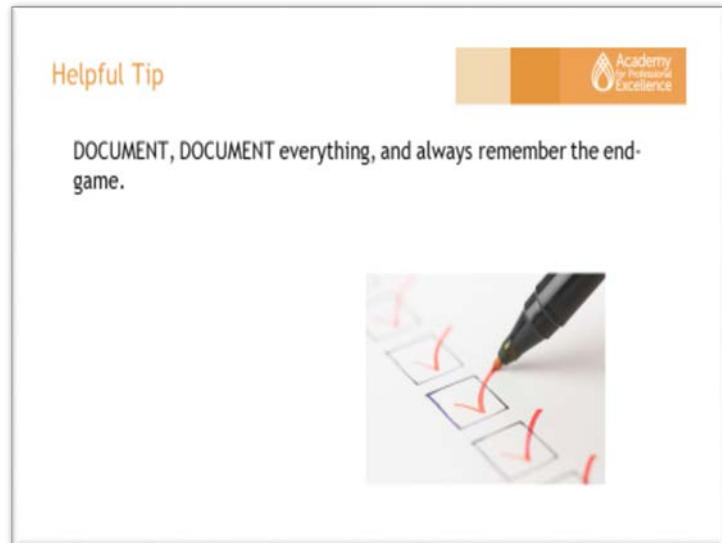 Helpful Tip
Academy
for Professional
Excellence
DOCUMENT, DOCUMENT everything, and always remember the end-
game.